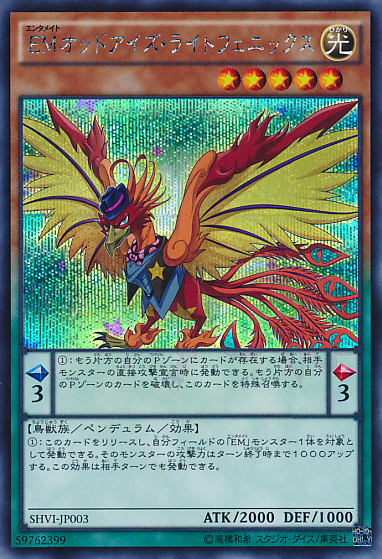 エンタメイト
EMオッドアイズ・ライトフェニックス
ひかり
光
①:もう片方の自分のPゾーンにカードが存在する場合、相手
モンスターの直接攻撃宣言時に発動できる。もう片方の自分
のPゾーンのカードを破壊し、このカードを特殊召喚する。
3
3
【鳥獣族/ペンデュラム/効果】
①:このカードをリリースし、自分フィールドの「EM」モンスター1体を対象と
して発動できる。そのモンスターの攻撃力はターン終了時まで1000アップ
する。この効果は相手ターンでも発動できる。
SHVI-JP003
ATK/2000 DEF/1000
59762399
©高橋和希 スタジオ・ダイス/集英社